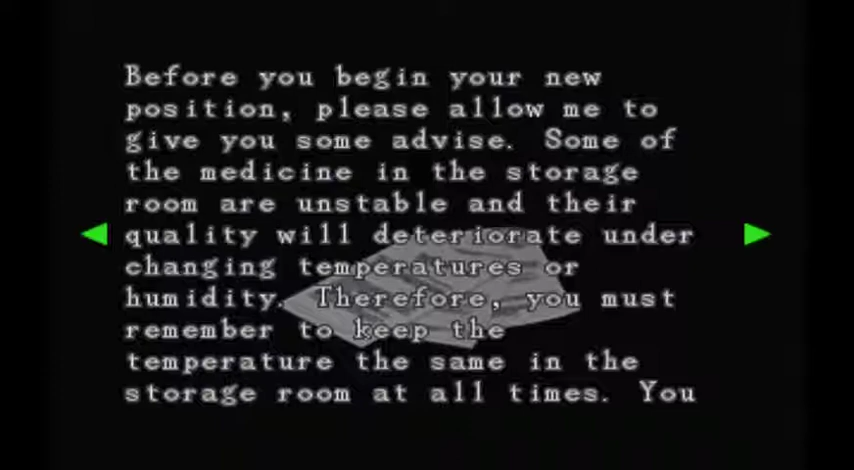 Before you begin your new
position, please allow me to
give you some advise. Some of
the medicine in the storage
room are unstable and their
quality will deteriorate under
changing temperatures or
humidity. Therefore, you must
remember to keep the
temperature the same in the
storage room at all times. You